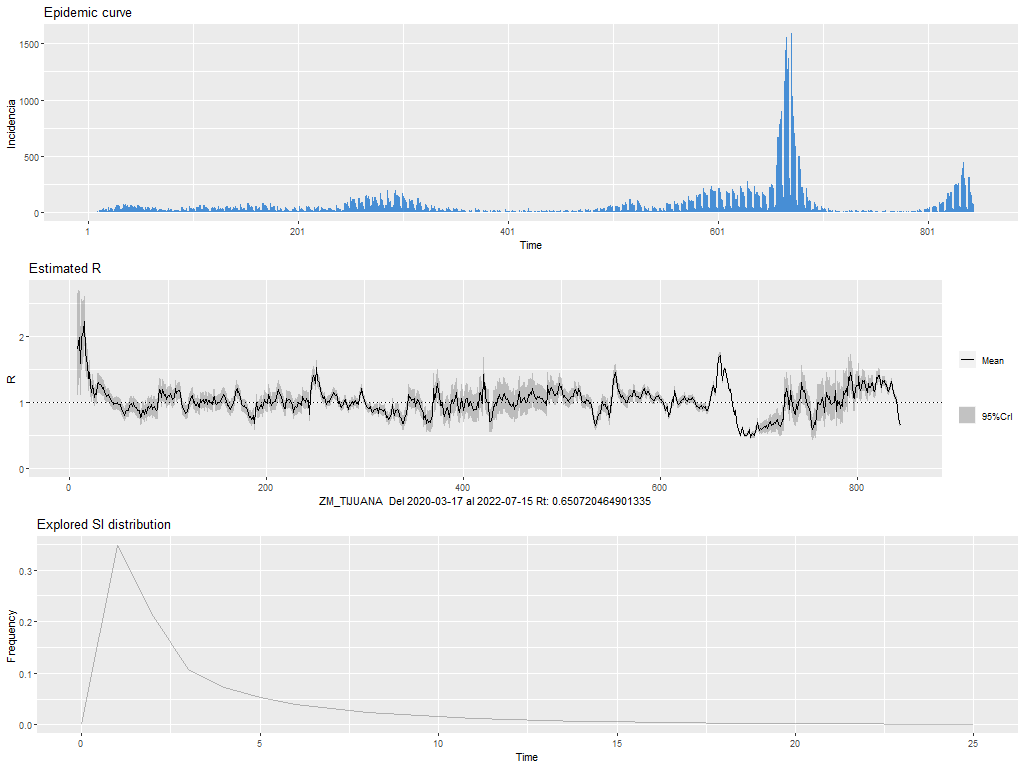 Epidemic curve
1500
1000
500
0
Incidencia
1 201 401 601 801
Time
Estimated R
2
1
0
R
Mean
95%CrI
0 200 400 600 800
ZM_TIJUANA Del 2020-03-17 al 2022-07-15 Rt: 0.650720464901335
Explored SI distribution
0.3
0.2
0.1
0.0
Frequency
0 5 10 15 20 25
Time